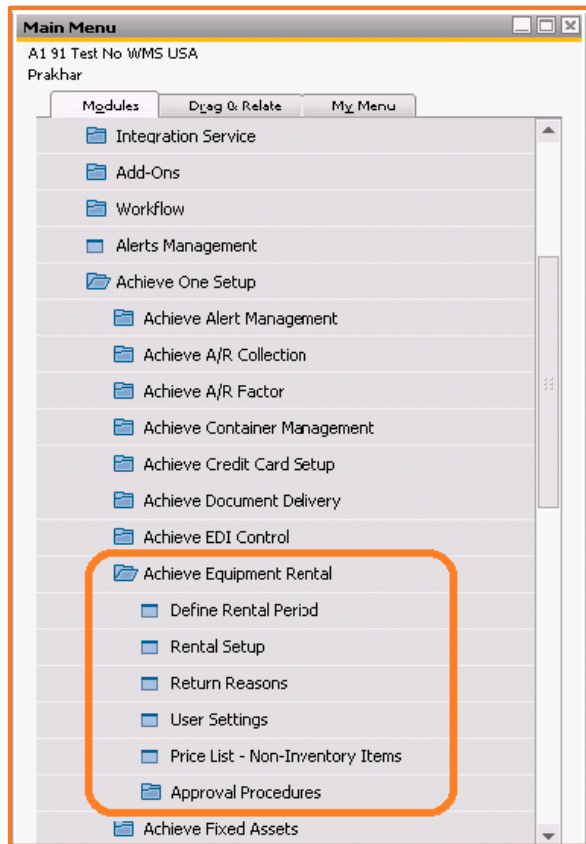 Main Menu
A1 91 Test No WMS USA
Prakhar
Modules Drag & Relate My Menu
Integration Service
Add-Ons
Workflow
Alerts Management
Achieve One Setup
Achieve Alert Management
Achieve A/R Collection
Achieve A/R Factor
Achieve Container Management
Achieve Credit Card Setup
Achieve Document Delivery
Achieve EDI Control
Achieve Equipment Rental
Define Rental Period
Rental Setup
Return Reasons
User Settings
Price List - Non-Inventory Items
Approval Procedures
Achieve Fixed Assets